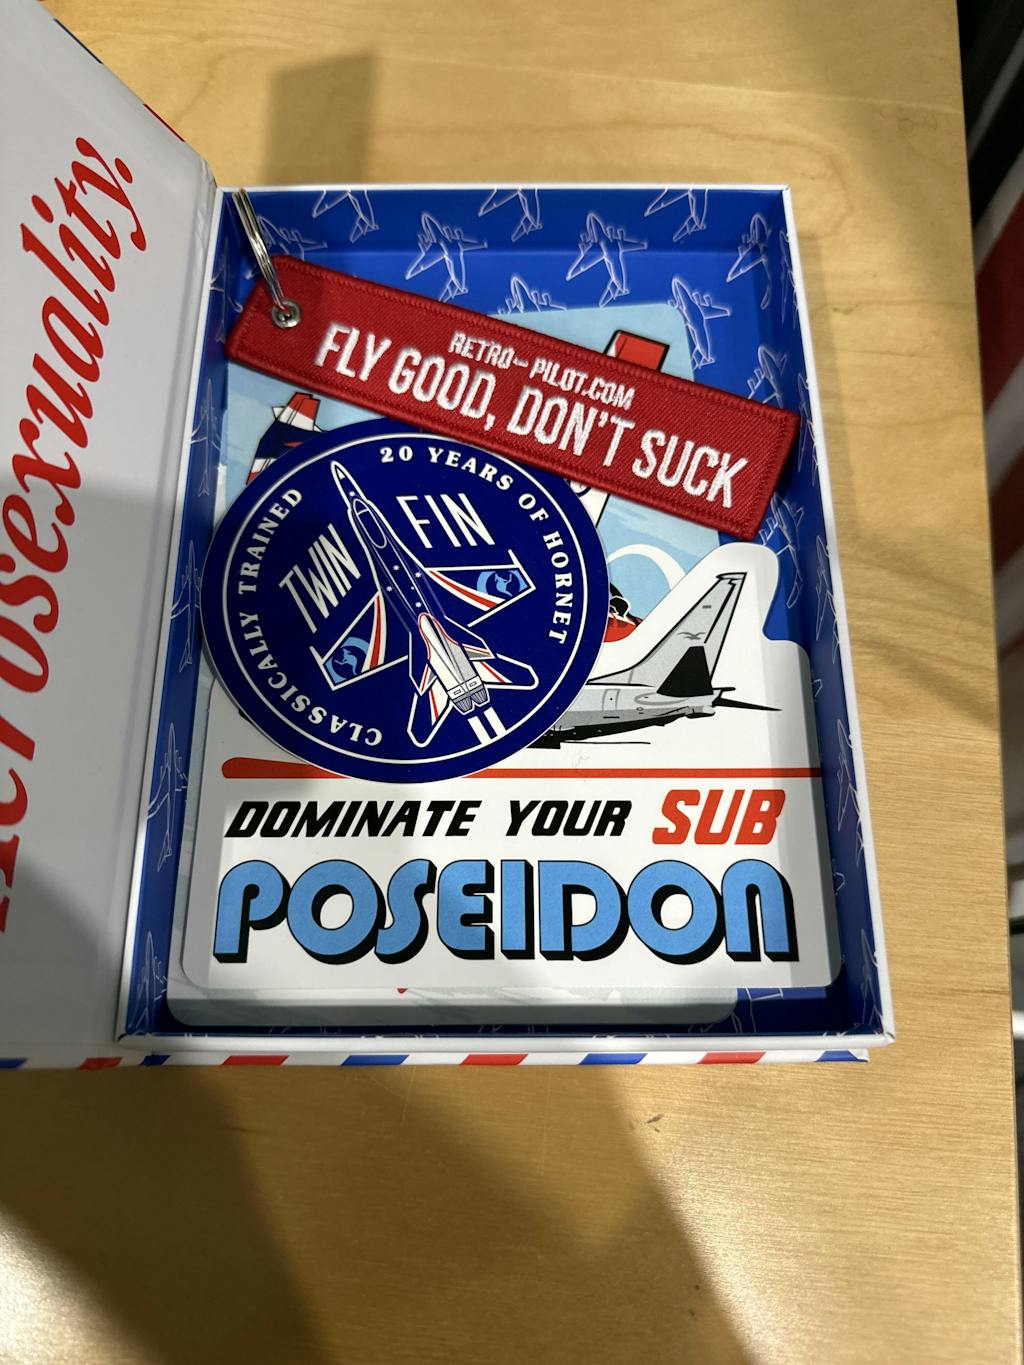 RETRO-PILOT.COM
FLY GOOD, DON'T SUCK
20 YEARS OF HORNET
TWIN FIN
CLASSICALLY TRAINED
DOMINATE YOUR SUB
POSEIDON